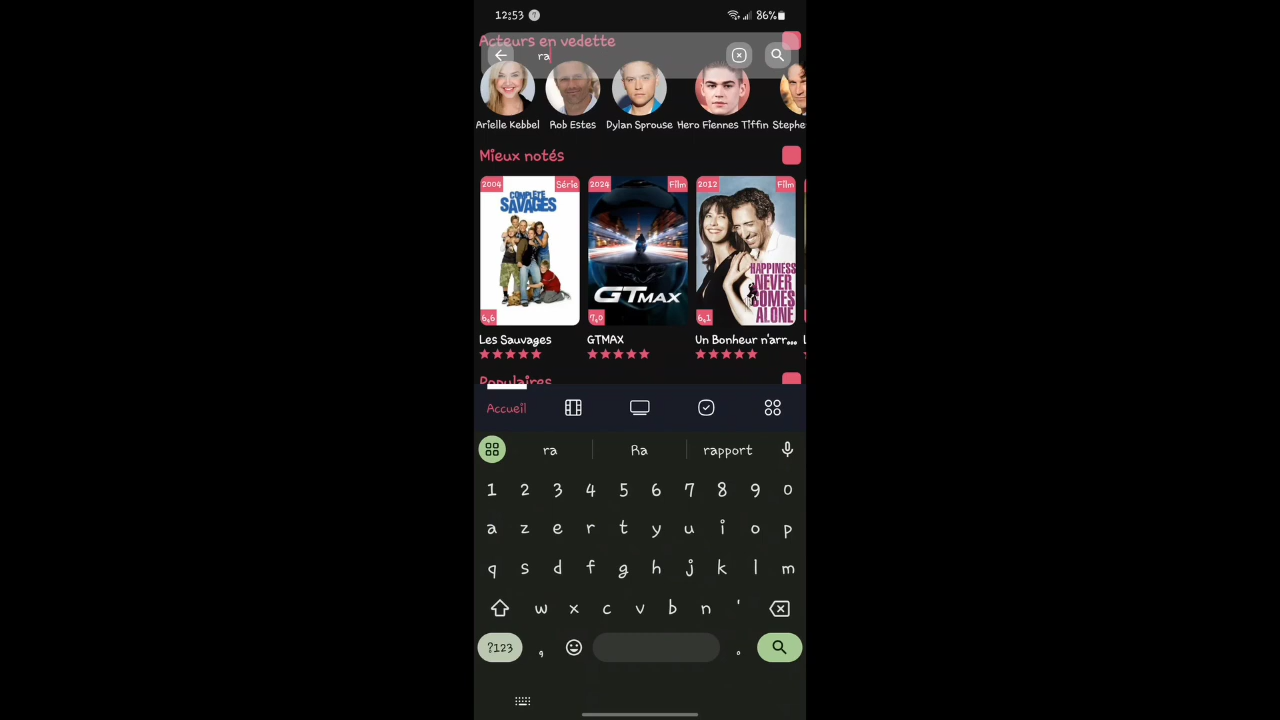 12:53 86%
Acteurs en vedette
ra
Arielle Kebbel Rob Estes Dylan Sprouse Hero Fiennes Tiffin Stephe
Mieux notés
2004 Série 2024 Film 2012 Film
COMPLETE SAVAGES
GTMAX
HAPPINESS NEVER COMES ALONE
6,6 7,0 6,1
Les Sauvages GTMAX Un Bonheur n'arr...
Populaires
Accueil
ra Ra rapport
1 2 3 4 5 6 7 8 9 0
a z e r t y u i o p
q s d f g h j k l m
w x c v b n '
?123 , .